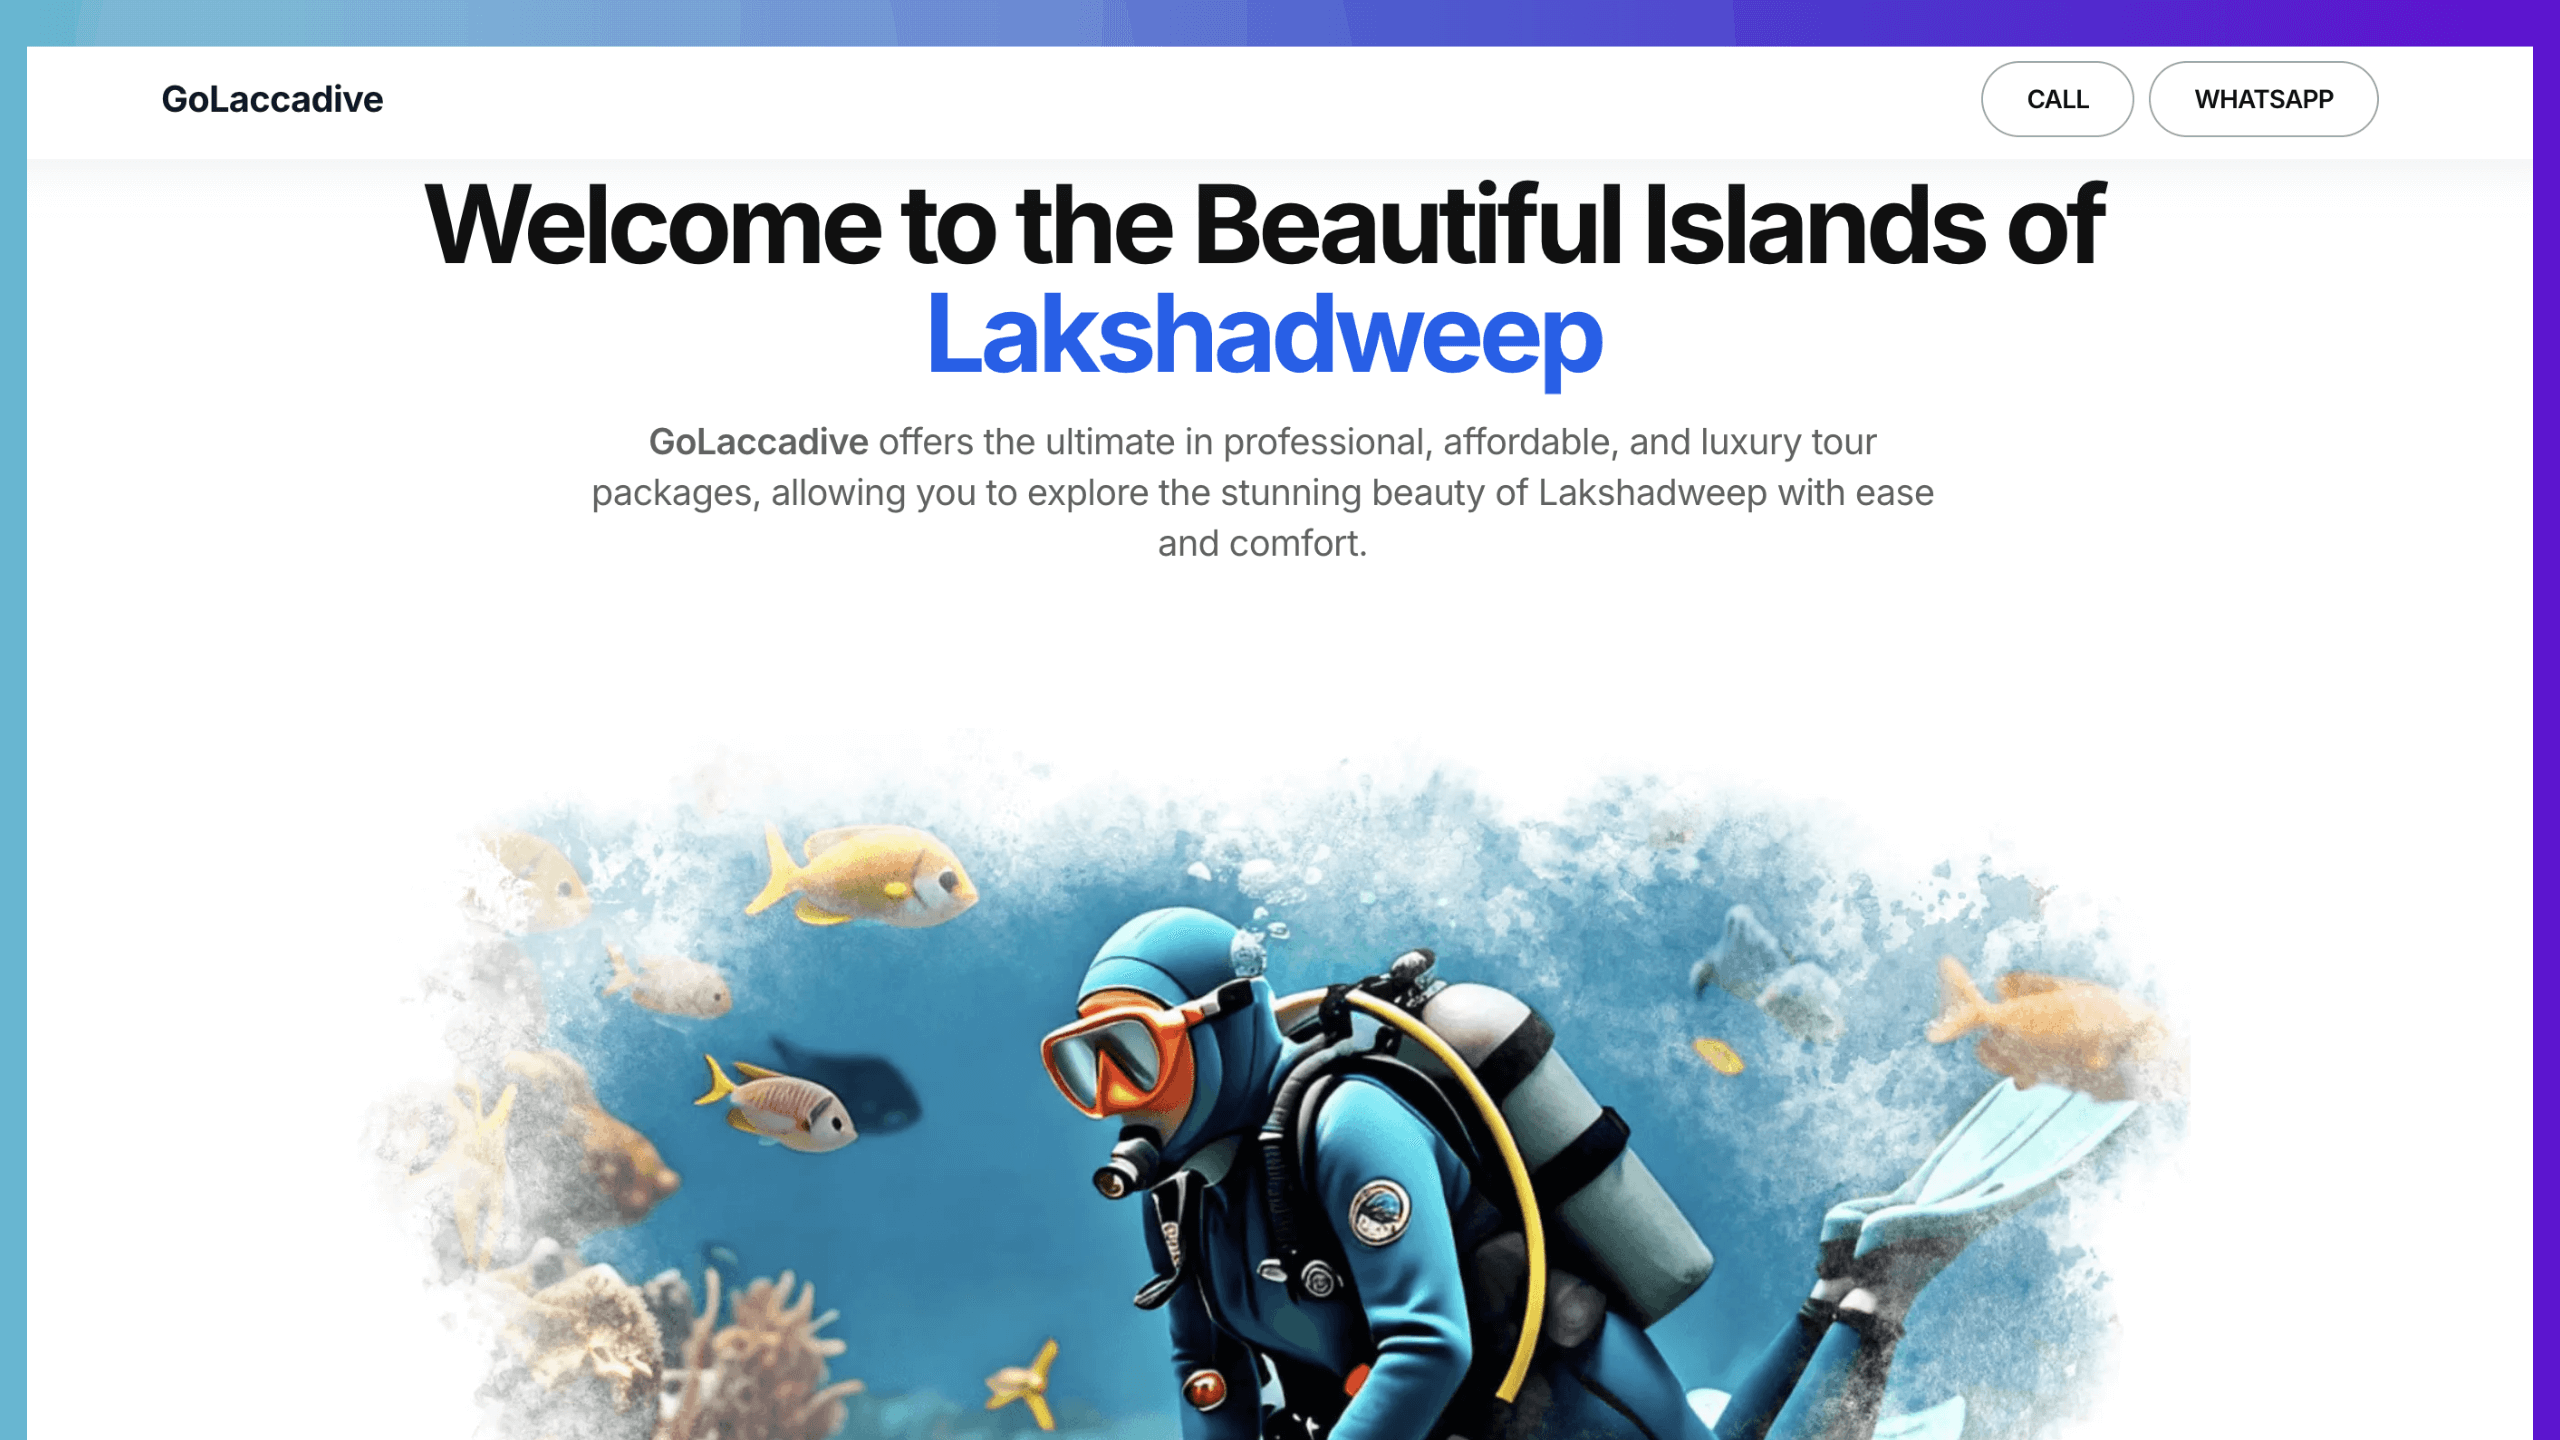 GoLaccadive
CALL
WHATSAPP
Welcome to the Beautiful Islands of
Lakshadweep
GoLaccadive offers the ultimate in professional, affordable, and luxury tour
packages, allowing you to explore the stunning beauty of Lakshadweep with ease
and comfort.